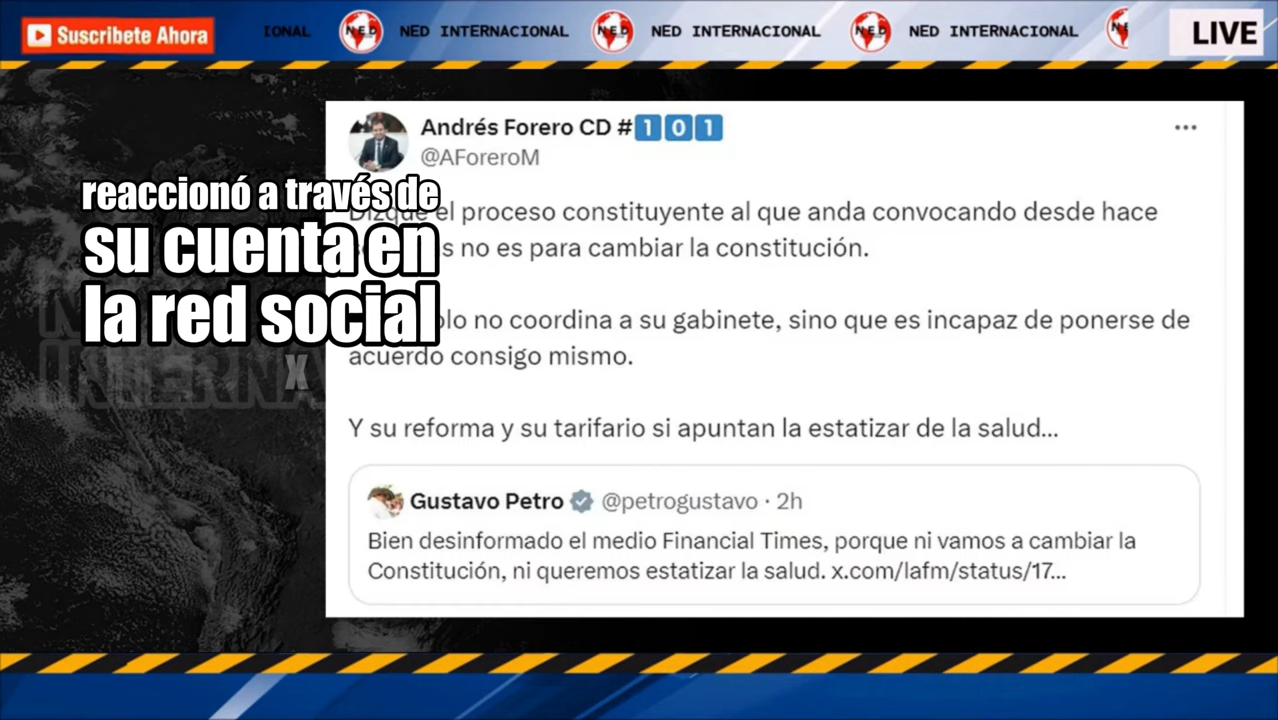 Suscribete Ahora
IONAL NED NED INTERNACIONAL NED NED INTERNACIONAL NED NED INTERNACIONAL
LIVE
Andrés Forero CD #101
@AForeroM
reaccionó a través de
su cuenta en
la red social
X
Dizque el proceso constituyente al que anda convocando desde hace
no es para cambiar la constitución.
no coordina a su gabinete, sino que es incapaz de ponerse de
acuerdo consigo mismo.
Y su reforma y su tarifario si apuntan la estatizar de la salud...
Gustavo Petro @petrogustavo · 2h
Bien desinformado el medio Financial Times, porque ni vamos a cambiar la
Constitución, ni queremos estatizar la salud. x.com/lafm/status/17...